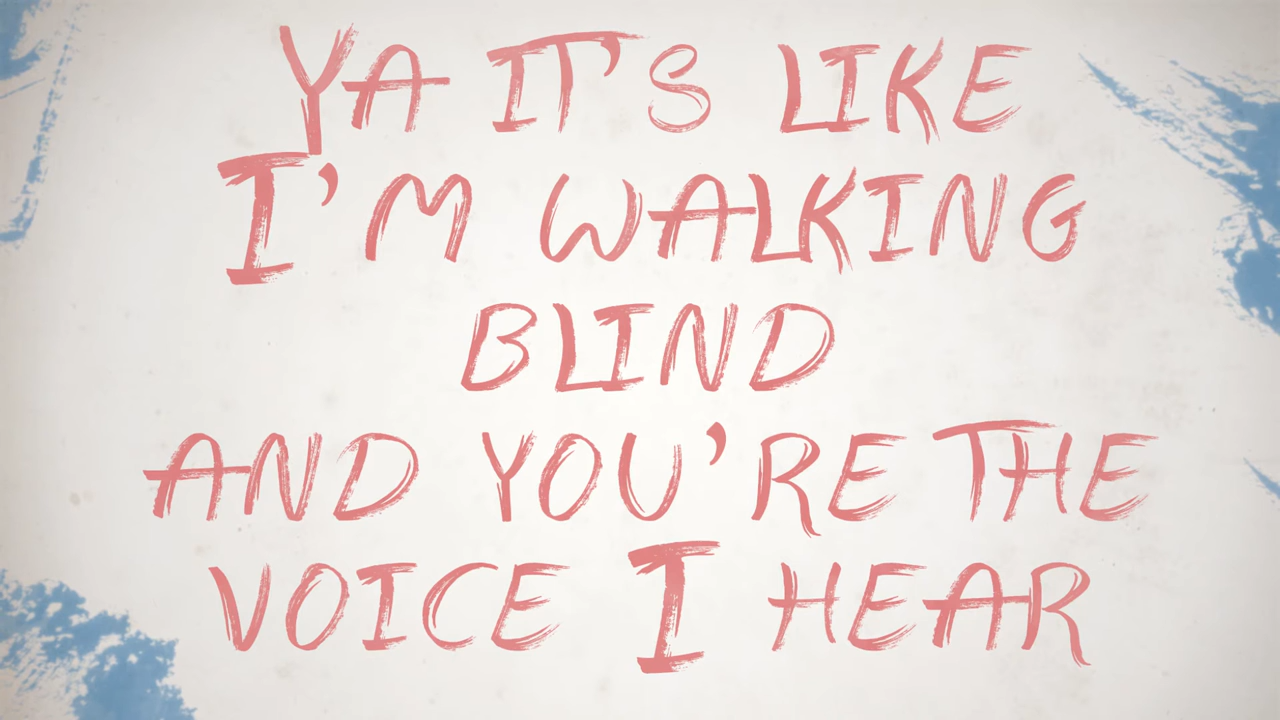 YA IT'S LIKE
I'M WALKING
BLIND
AND YOU'RE THE
VOICE I HEAR